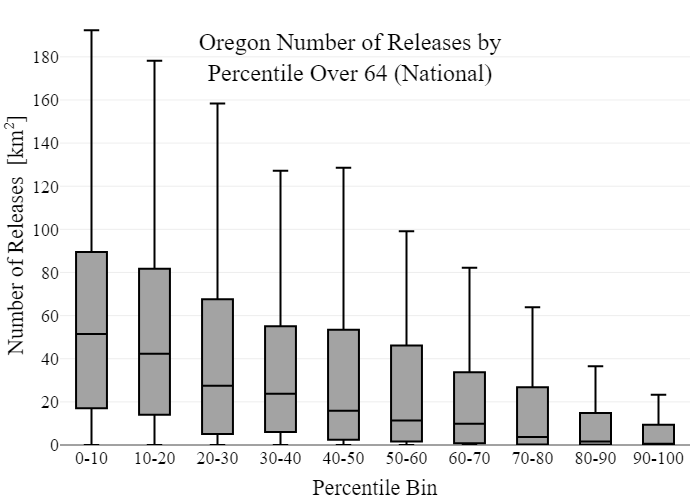 Oregon Number of Releases by
Percentile Over 64 (National)
Number of Releases [km²]
180
160
140
120
100
80
60
40
20
0
0-10 10-20 20-30 30-40 40-50 50-60 60-70 70-80 80-90 90-100
Percentile Bin